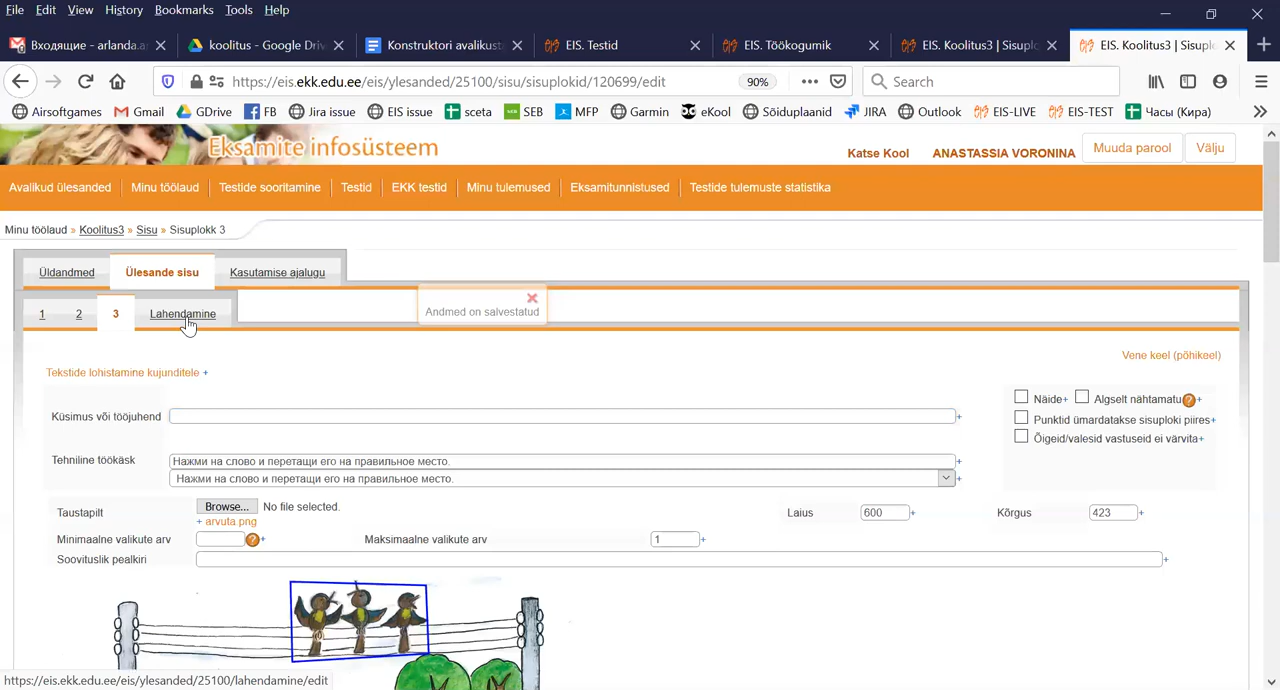 File Edit View History Bookmarks Tools Help
Входящие - arlanda.a
koolitus - Google Driv
Konstruktori avalikusta
EIS. Testid
EIS. Töökogumik
EIS. Koolitus3 | Sisuplo
EIS. Koolitus3 | Sisuplo
https://eis.ekk.edu.ee/eis/ylesanded/25100/sisu/sisuplokid/120699/edit
90%
Search
Airsoftgames Gmail GDrive FB Jira issue EIS issue sceta SEB MFP Garmin eKool Sõiduplaanid JIRA Outlook EIS-LIVE EIS-TEST Часы (Кира)
Eksamite infosüsteem
Katse Kool ANASTASSIA VORONINA Muuda parool Välju
Avalikud ülesanded Minu töölaud Testide sooritamine Testid EKK testid Minu tulemused Eksamitunnistused Testide tulemuste statistika
Minu töölaud » Koolitus3 » Sisu » Sisuplokk 3
Üldandmed Ülesande sisu Kasutamise ajalugu
1 2 3 Lahendamine
Andmed on salvestatud
Vene keel (põhikeel)
Tekstide lohistamine kujunditele +
Näide+ Algselt nähtamatu ? +
Küsimus või tööjuhend +
Punktid ümardatakse sisuploki piires+
Õigeid/valesid vastuseid ei värvita+
Tehniline töökäsk Нажми на слово и перетащи его на правильное место. +
Нажми на слово и перетащи его на правильное место. +
Taustapilt Browse... No file selected. Laius 600 + Kõrgus 423 +
+ arvuta png
Minimaalne valikute arv ? + Maksimaalne valikute arv 1 +
Soovituslik pealkiri +
https://eis.ekk.edu.ee/eis/ylesanded/25100/lahendamine/edit